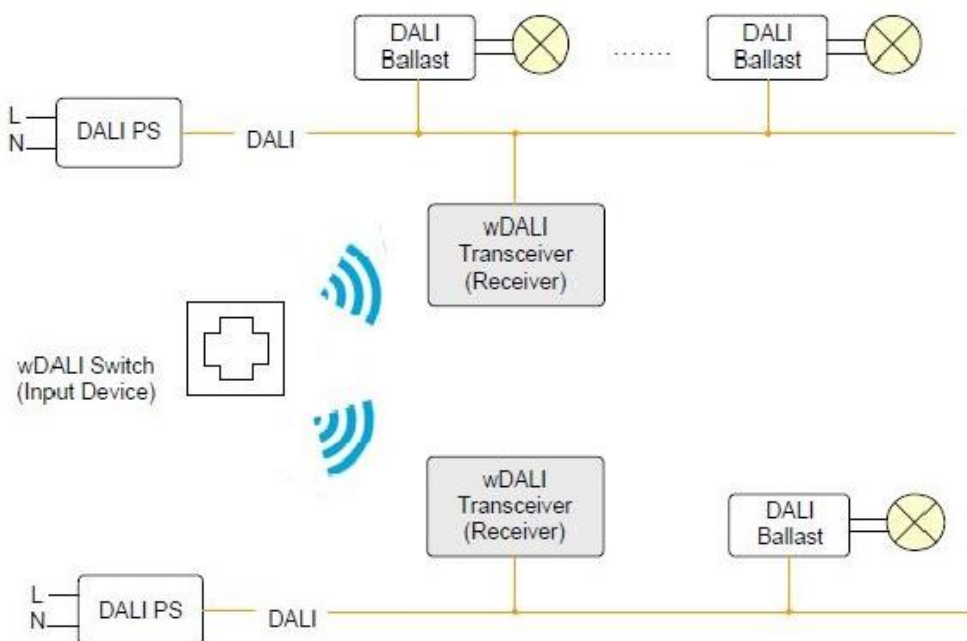 DALI
Ballast
.......
DALI
Ballast
L
N
DALI PS
DALI
wDALI
Transceiver
(Receiver)
wDALI Switch
(Input Device)
wDALI
Transceiver
(Receiver)
DALI
Ballast
L
N
DALI PS
DALI